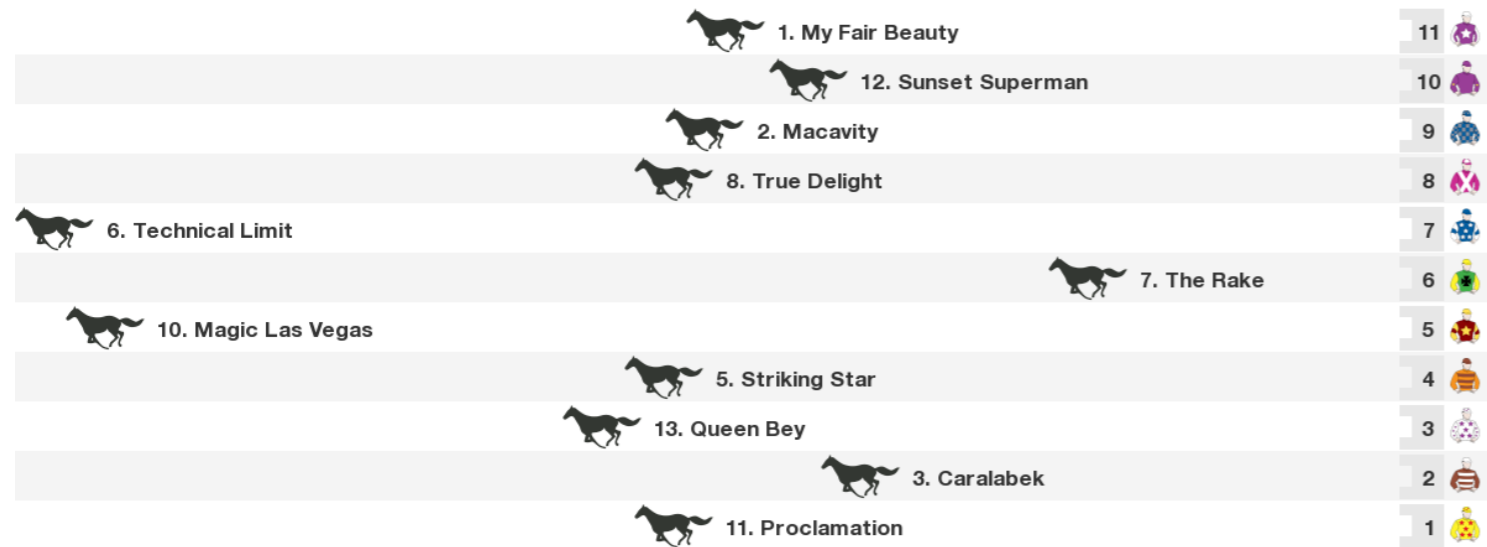 1. My Fair Beauty 11
12. Sunset Superman 10
2. Macavity 9
8. True Delight 8
6. Technical Limit 7
7. The Rake 6
10. Magic Las Vegas 5
5. Striking Star 4
13. Queen Bey 3
3. Caralabek 2
11. Proclamation 1